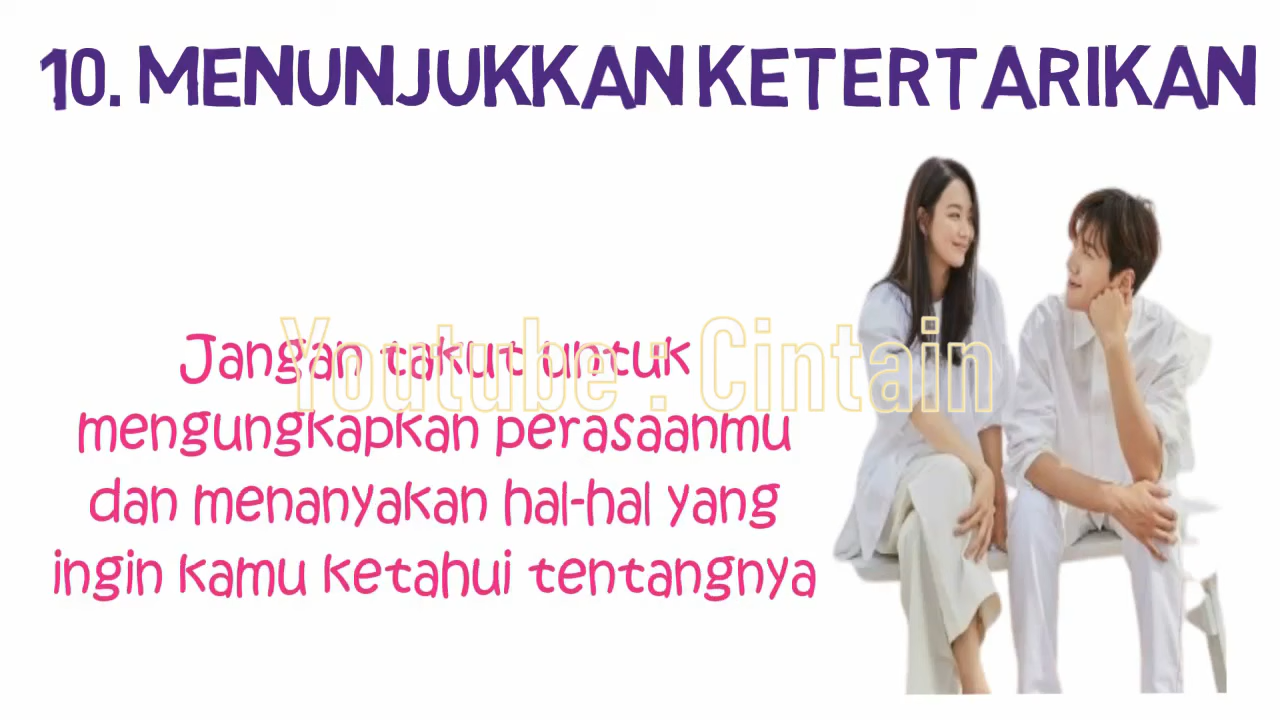 10. MENUNJUKKAN KETERTARIKAN
Jangan takut untuk
mengungkapkan perasaanmu
dan menanyakan hal-hal yang
ingin kamu ketahui tentangnya
Youtube : Cintain